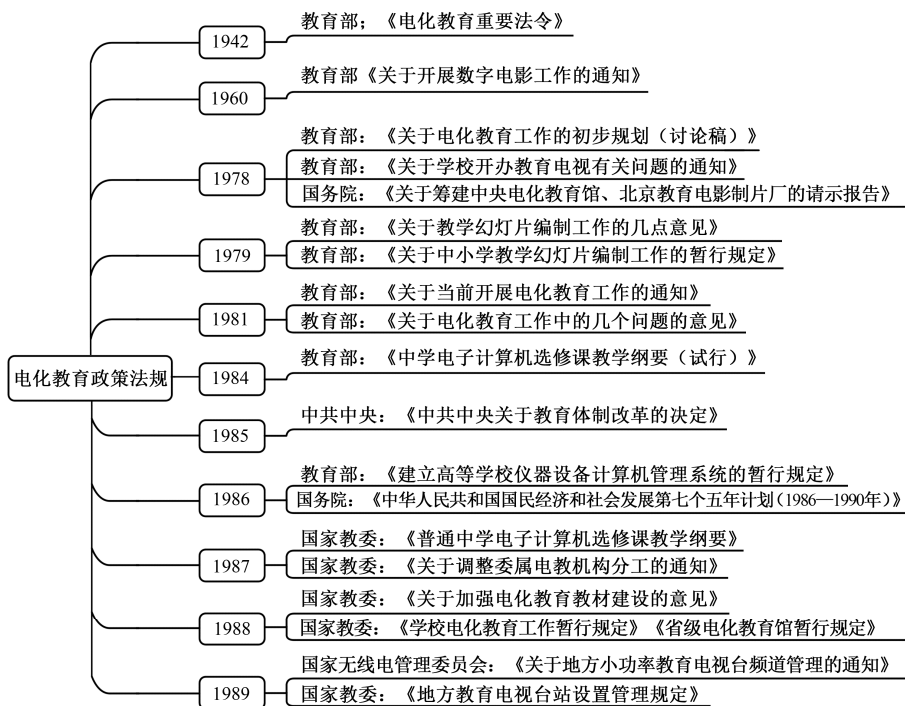 电化教育政策法规
1942
教育部；《电化教育重要法令》
1960
教育部《关于开展数字电影工作的通知》
1978
教育部：《关于电化教育工作的初步规划（讨论稿）》
教育部：《关于学校开办教育电视有关问题的通知》
国务院：《关于筹建中央电化教育馆、北京教育电影制片厂的请示报告》
1979
教育部：《关于教学幻灯片编制工作的几点意见》
教育部：《关于中小学教学幻灯片编制工作的暂行规定》
1981
教育部：《关于当前开展电化教育工作的通知》
教育部：《关于电化教育工作中的几个问题的意见》
1984
教育部：《中学电子计算机选修课教学纲要（试行）》
1985
中共中央：《中共中央关于教育体制改革的决定》
1986
教育部：《建立高等学校仪器设备计算机管理系统的暂行规定》
国务院：《中华人民共和国国民经济和社会发展第七个五年计划（1986—1990年）》
1987
国家教委：《普通中学电子计算机选修课教学纲要》
国家教委：《关于调整委属电教机构分工的通知》
1988
国家教委：《关于加强电化教育教材建设的意见》
国家教委：《学校电化教育工作暂行规定》《省级电化教育馆暂行规定》
1989
国家无线电管理委员会：《关于地方小功率教育电视台频道管理的通知》
国家教委：《地方教育电视台站设置管理规定》